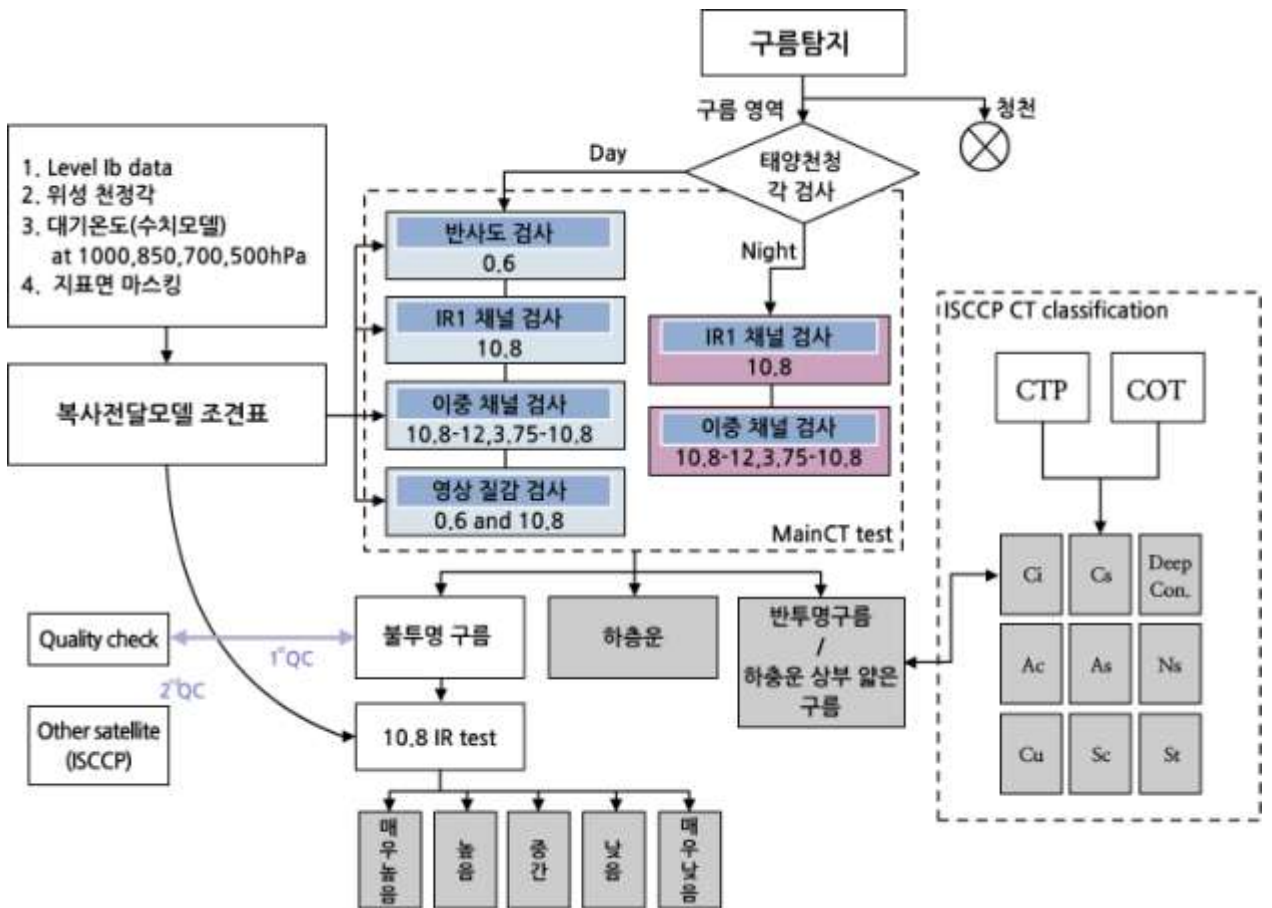 구름탐지
구름 영역
청천
태양천청
각 검사
Day
Night
1. Level Ib data
2. 위성 천정각
3. 대기온도(수치모델)
at 1000,850,700,500hPa
4. 지표면 마스킹
복사전달모델 조견표
반사도 검사
0.6
IR1 채널 검사
10.8
이중 채널 검사
10.8-12,3.75-10.8
영상 질감 검사
0.6 and 10.8
IR1 채널 검사
10.8
이중 채널 검사
10.8-12,3.75-10.8
MainCT test
ISCCP CT classification
CTP
COT
Ci
Cs
Deep
Con.
Ac
As
Ns
Cu
Sc
St
불투명 구름
하층운
반투명구름
/
하층운 상부 얇은
구름
Quality check
1st QC
2st QC
Other satellite
(ISCCP)
10.8 IR test
매우높음
높음
중간
낮음
매우낮음